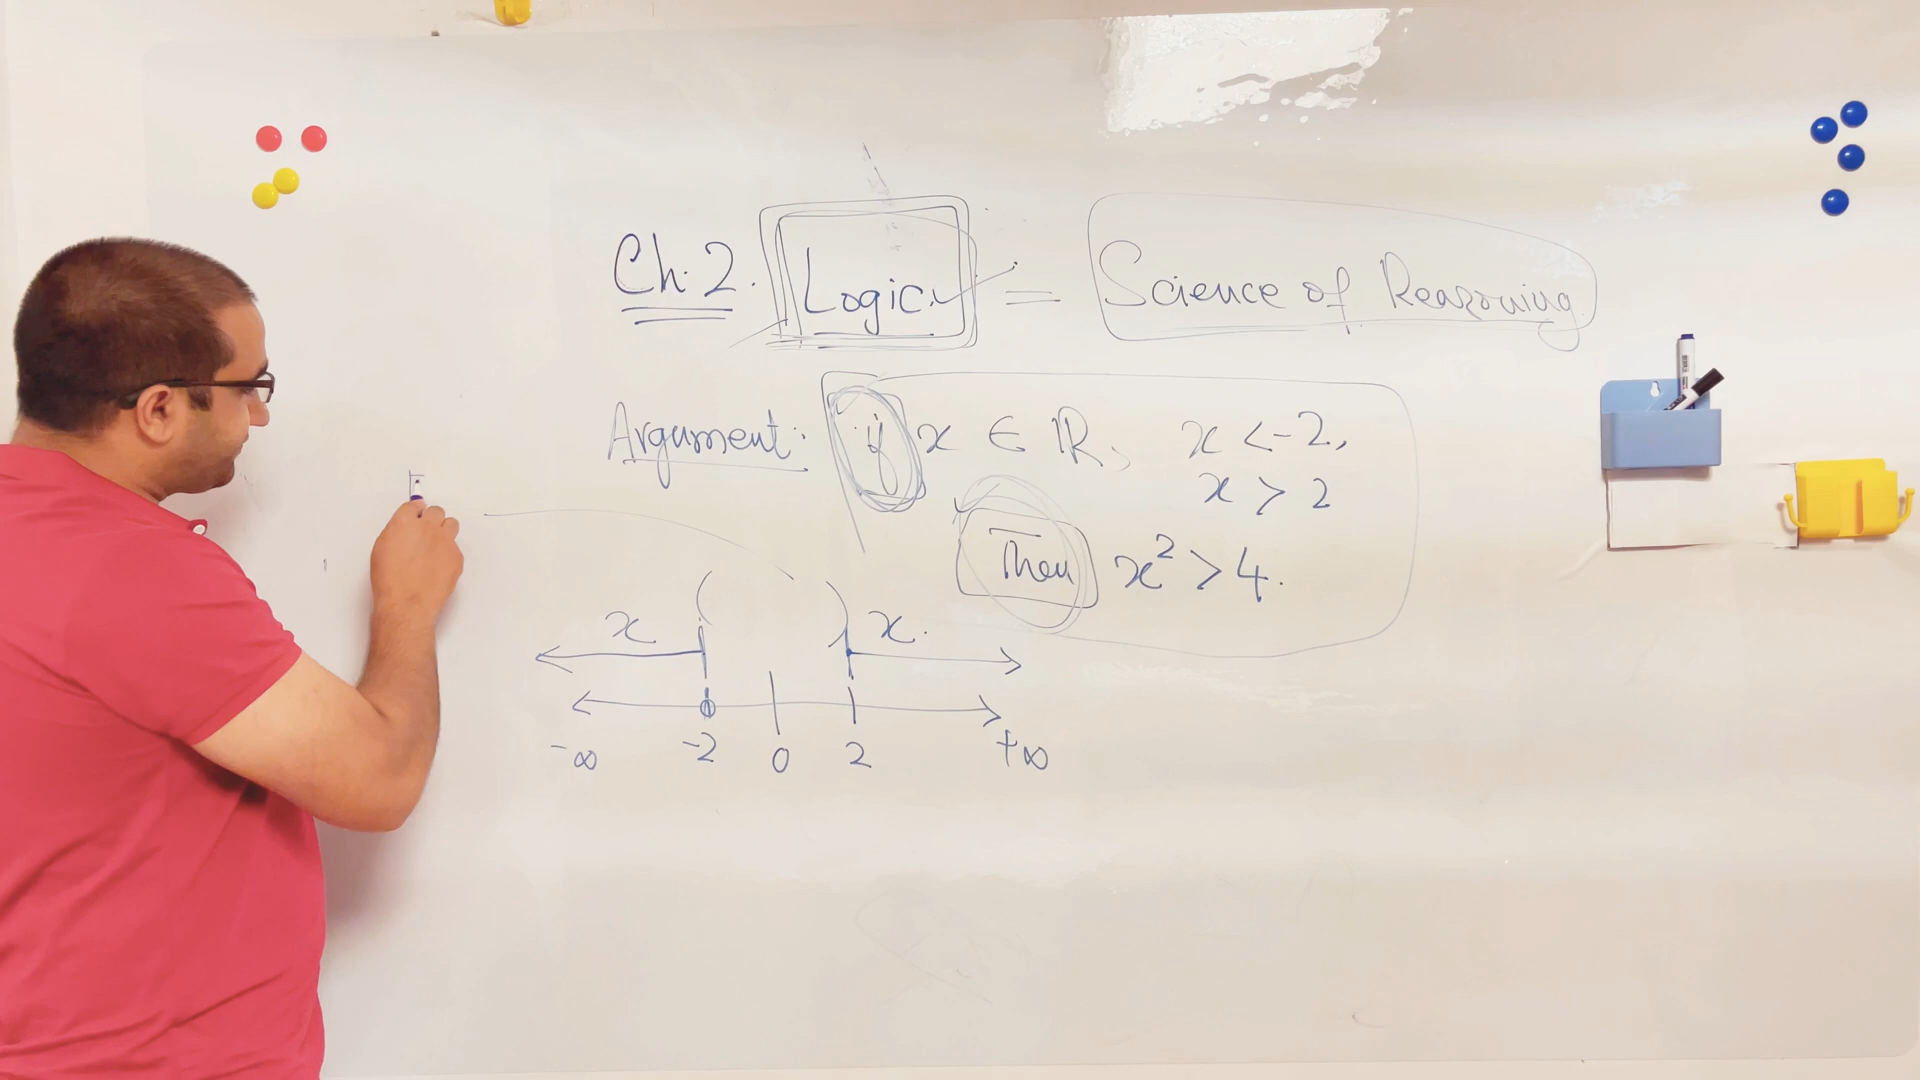 Ch. 2. Logic = Science of Reasoning
Argument: if x ∈ ℝ, x < -2,
x > 2
Then x² > 4.
x x.
-∞ -2 0 2 +∞